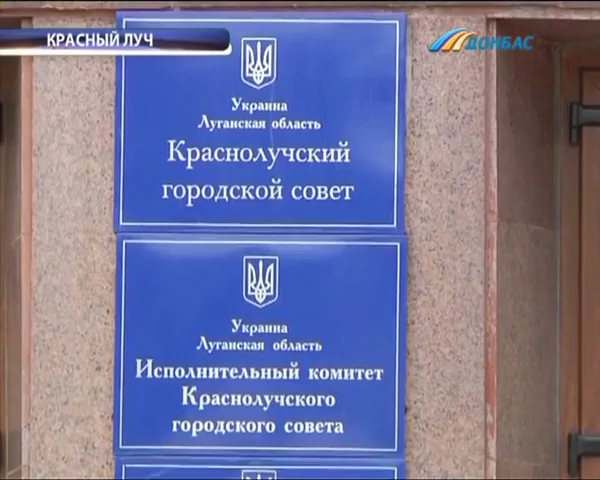 КРАСНЫЙ ЛУЧ
ДОНБАС
Украина
Луганская область
Краснолучский
городской совет
Украина
Луганская область
Исполнительный комитет
Краснолучского
городского совета